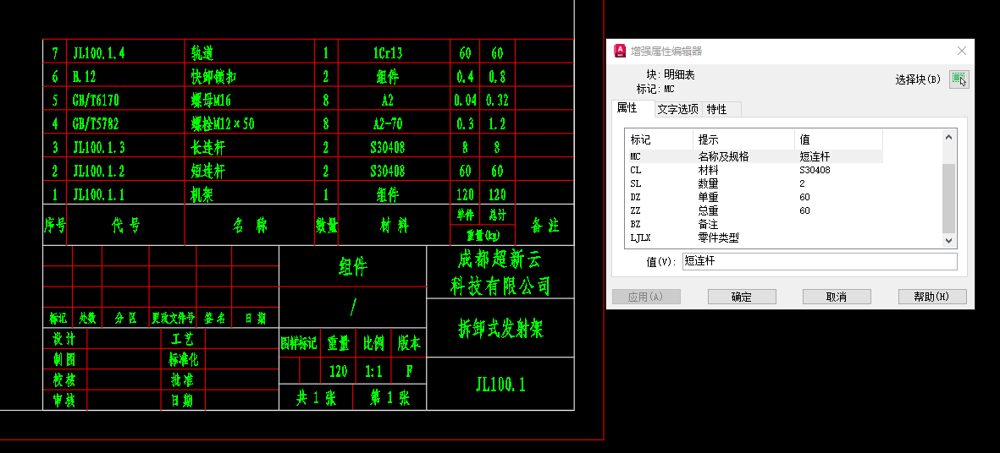 7 JL100.1.4 轨道 1 1Cr13 60 60
6 B.12 快卸锁扣 2 组件 0.4 0.8
5 GB/T6170 螺母M16 8 A2 0.04 0.32
4 GB/T5782 螺栓M12×50 8 A2-70 0.3 1.2
3 JL100.1.3 长连杆 2 S30408 8 8
2 JL100.1.2 短连杆 2 S30408 60 60
1 JL100.1.1 机架 1 组件 120 120
序号 代号 名称 数量 材料 单件 总计 备注
重量(kg)
组件
成都超新云
科技有限公司
/
标记 处数 分区 更改文件号 签名 日期
拆卸式发射架
设计 工艺
图样标记 重量 比例 版本
制图 标准化
120 1:1 F
校核 批准
JL100.1
审核 日期
共 1 张 第 1 张
A
增强属性编辑器
块: 明细表
标记: MC
选择块(B)
属性 文字选项 特性
标记 提示 值
MC 名称及规格 短连杆
CL 材料 S30408
SL 数量 2
DZ 单重 60
ZZ 总重 60
BZ 备注
LJLX 零件类型
值(V): 短连杆
应用(A) 确定 取消 帮助(H)